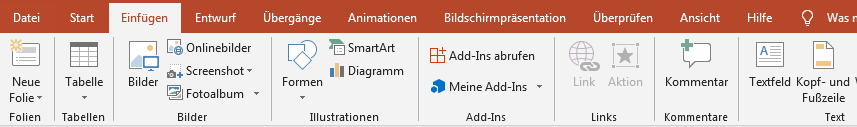 Datei Start Einfügen Entwurf Übergänge Animationen Bildschirmpräsentation Überprüfen Ansicht Hilfe Was m
Neue Folie
Tabelle
Bilder
Onlinebilder
Screenshot
Fotoalbum
Formen
SmartArt
Diagramm
Add-Ins abrufen
Meine Add-Ins
Link
Aktion
Kommentar
Textfeld
Kopf- und Fußzeile
Folien Tabellen Bilder Illustrationen Add-Ins Links Kommentare Text